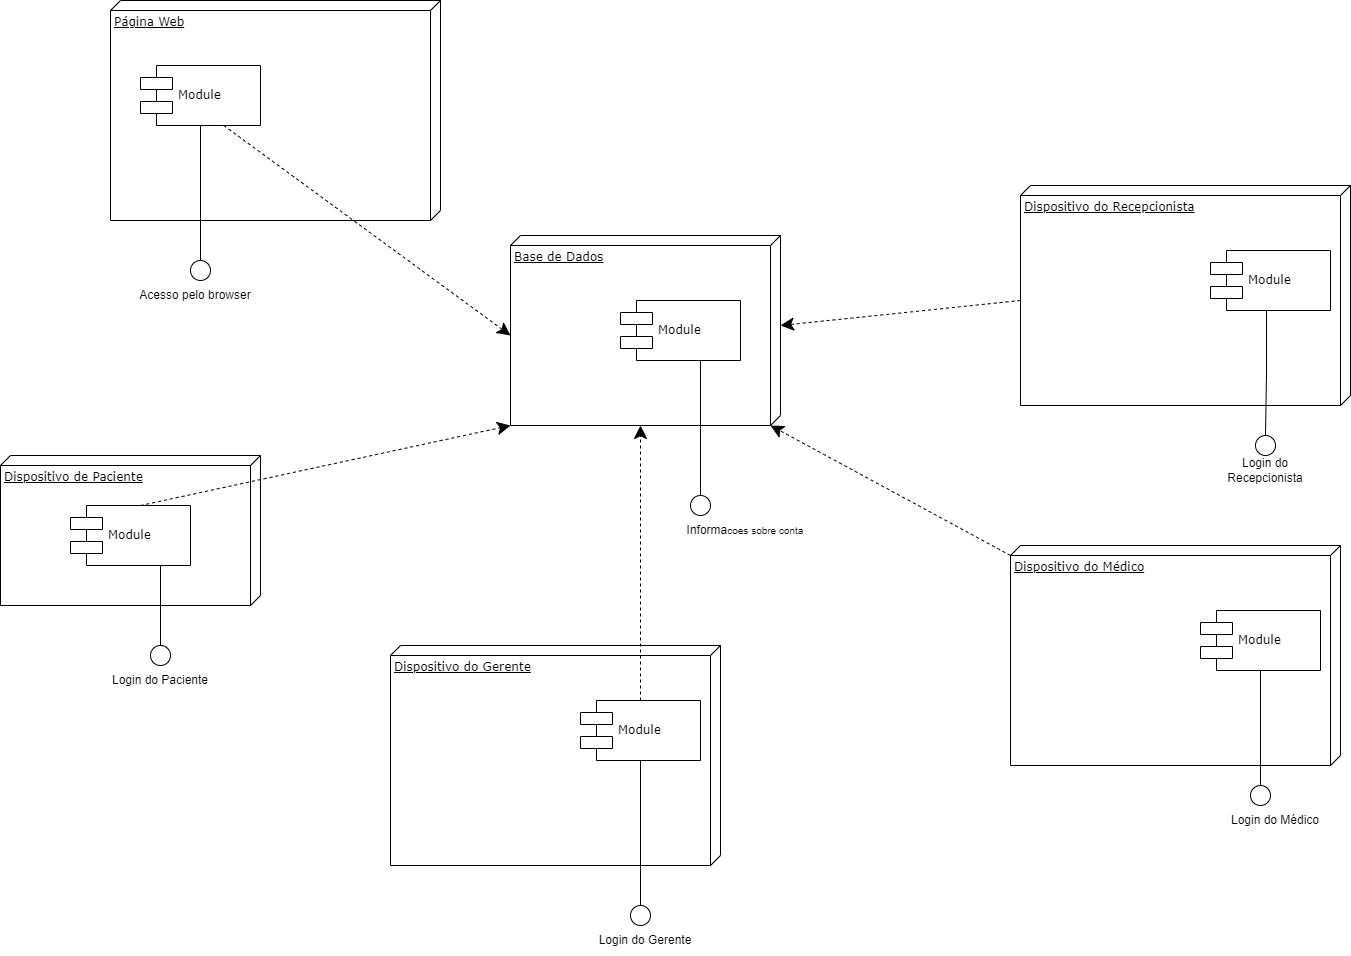 Página Web
Module
Acesso pelo browser
Dispositivo do Recepcionista
Module
Login do
Recepcionista
Base de Dados
Module
Informacoes sobre conta
Dispositivo de Paciente
Module
Login do Paciente
Dispositivo do Médico
Module
Login do Médico
Dispositivo do Gerente
Module
Login do Gerente